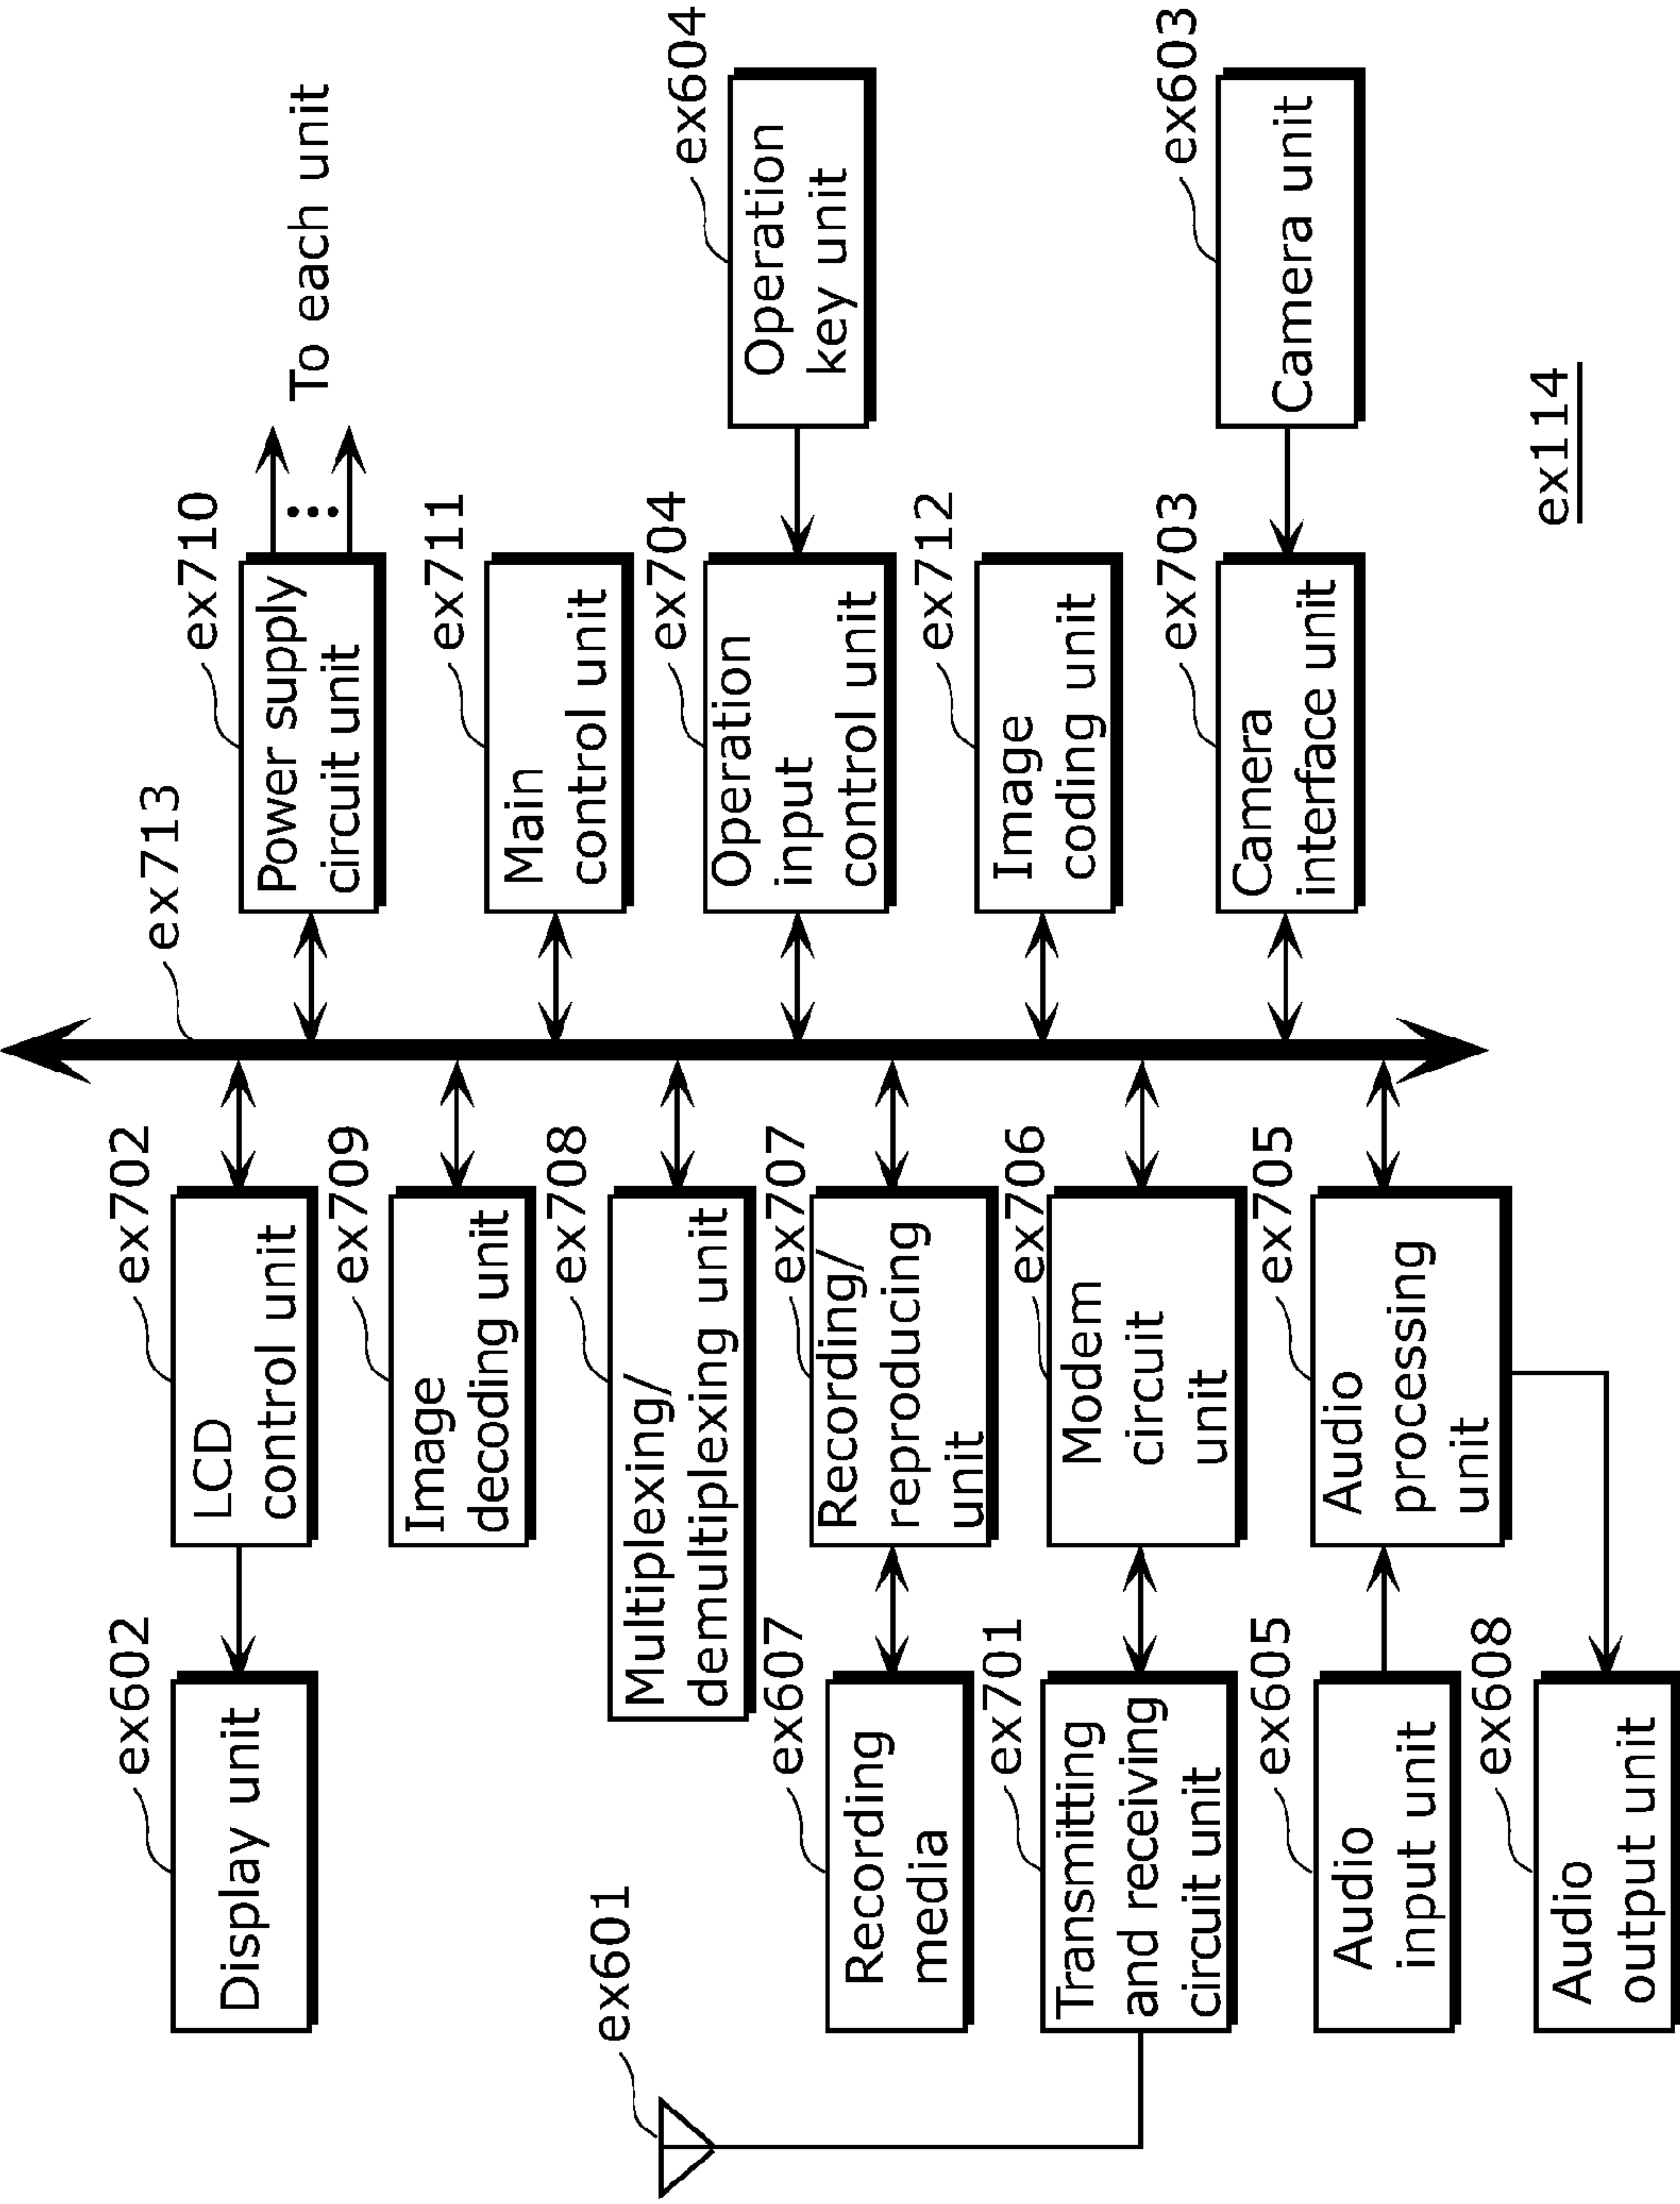 ex713
ex602
Display unit
ex702
LCD
control unit
ex710
Power supply
circuit unit
To each unit
ex709
Image
decoding unit
ex711
Main
control unit
ex601
ex708
Multiplexing/
demultiplexing unit
ex704
Operation
input
control unit
ex604
Operation
key unit
ex607
Recording
media
ex707
Recording/
reproducing
unit
ex712
Image
coding unit
ex701
Transmitting
and receiving
circuit unit
ex706
Modem
circuit
unit
ex703
Camera
interface unit
ex603
Camera unit
ex605
Audio
input unit
ex705
Audio
processing
unit
ex608
Audio
output unit
ex114